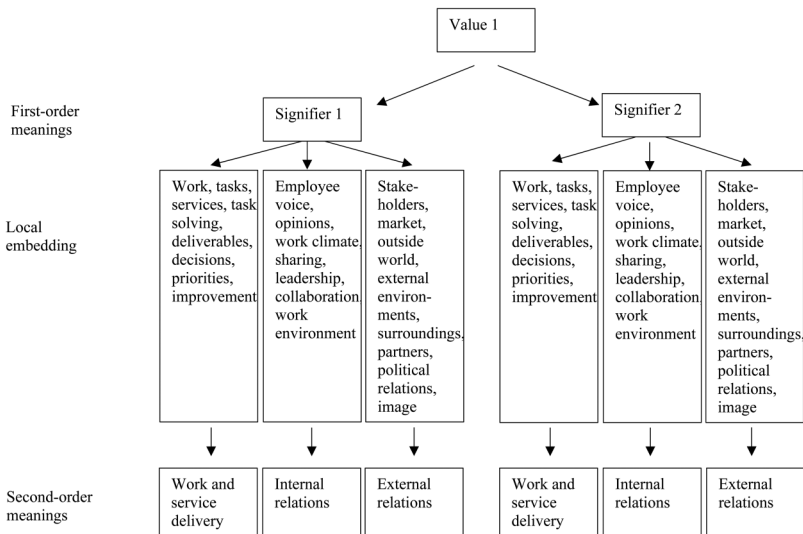 Value 1
First-order
meanings
Signifier 1
Signifier 2
Local
embedding
Work, tasks,
services, task
solving,
deliverables,
decisions,
priorities,
improvement
Employee
voice,
opinions,
work climate,
sharing,
leadership,
collaboration,
work
environment
Stake-
holders,
market,
outside
world,
external
environ-
ments,
surroundings,
partners,
political
relations,
image
Work, tasks,
services, task
solving,
deliverables,
decisions,
priorities,
improvement
Employee
voice,
opinions,
work climate,
sharing,
leadership,
collaboration,
work
environment
Stake-
holders,
market,
outside
world,
external
environ-
ments,
surroundings,
partners,
political
relations,
image
Second-order
meanings
Work and
service
delivery
Internal
relations
External
relations
Work and
service
delivery
Internal
relations
External
relations